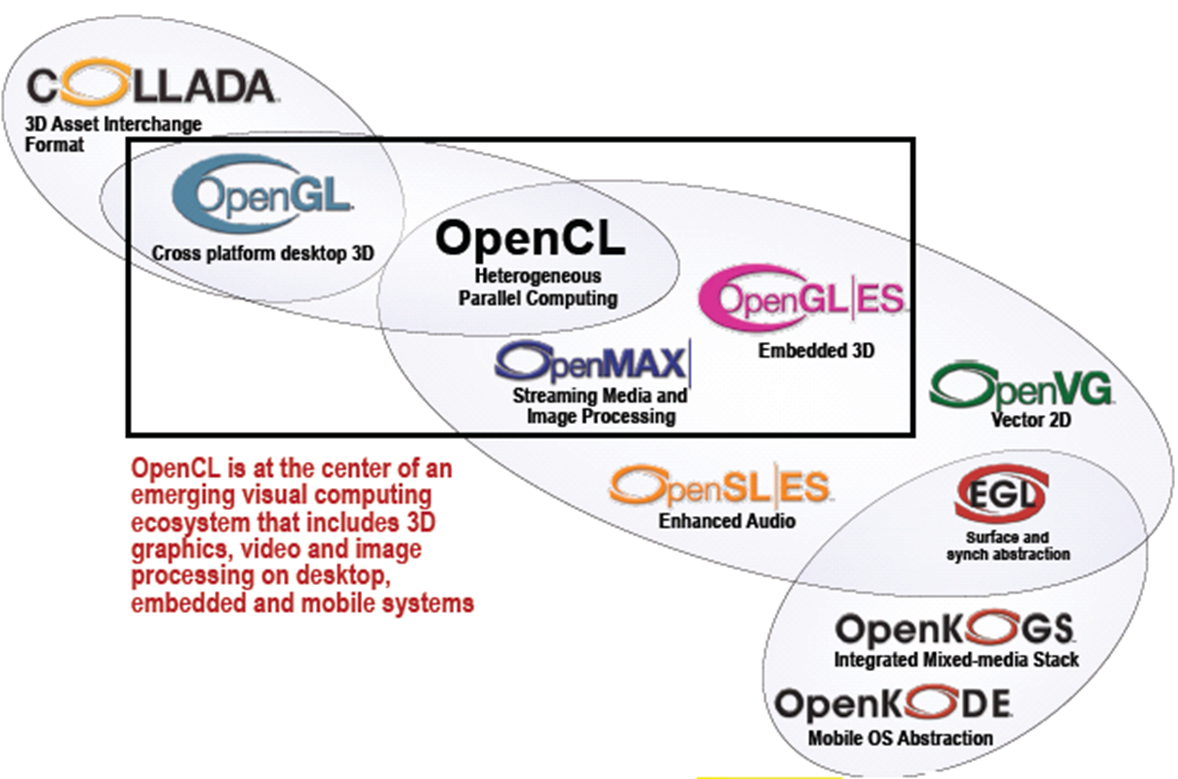 COLLADA
3D Asset Interchange
Format
OpenGL
Cross platform desktop 3D
OpenCL
Heterogeneous
Parallel Computing
OpenGL|ES
Embedded 3D
OpenMAX
Streaming Media and
Image Processing
OpenVG
Vector 2D
OpenCL is at the center of an
emerging visual computing
ecosystem that includes 3D
graphics, video and image
processing on desktop,
embedded and mobile systems
OpenSL|ES
Enhanced Audio
EGL
Surface and
synch abstraction
OpenKOGS
Integrated Mixed-media Stack
OpenKODE
Mobile OS Abstraction